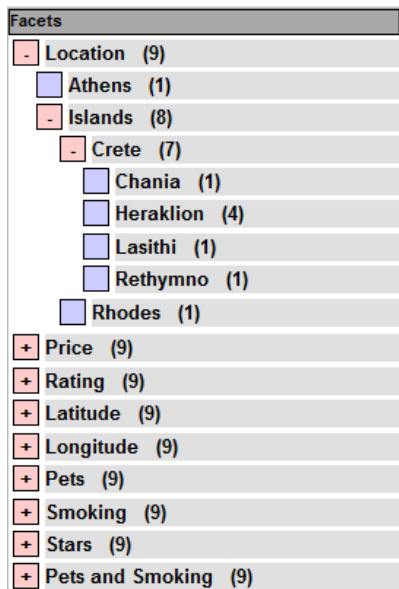 Facets
- Location (9)
Athens (1)
- Islands (8)
- Crete (7)
Chania (1)
Heraklion (4)
Lasithi (1)
Rethymno (1)
Rhodes (1)
+ Price (9)
+ Rating (9)
+ Latitude (9)
+ Longitude (9)
+ Pets (9)
+ Smoking (9)
+ Stars (9)
+ Pets and Smoking (9)